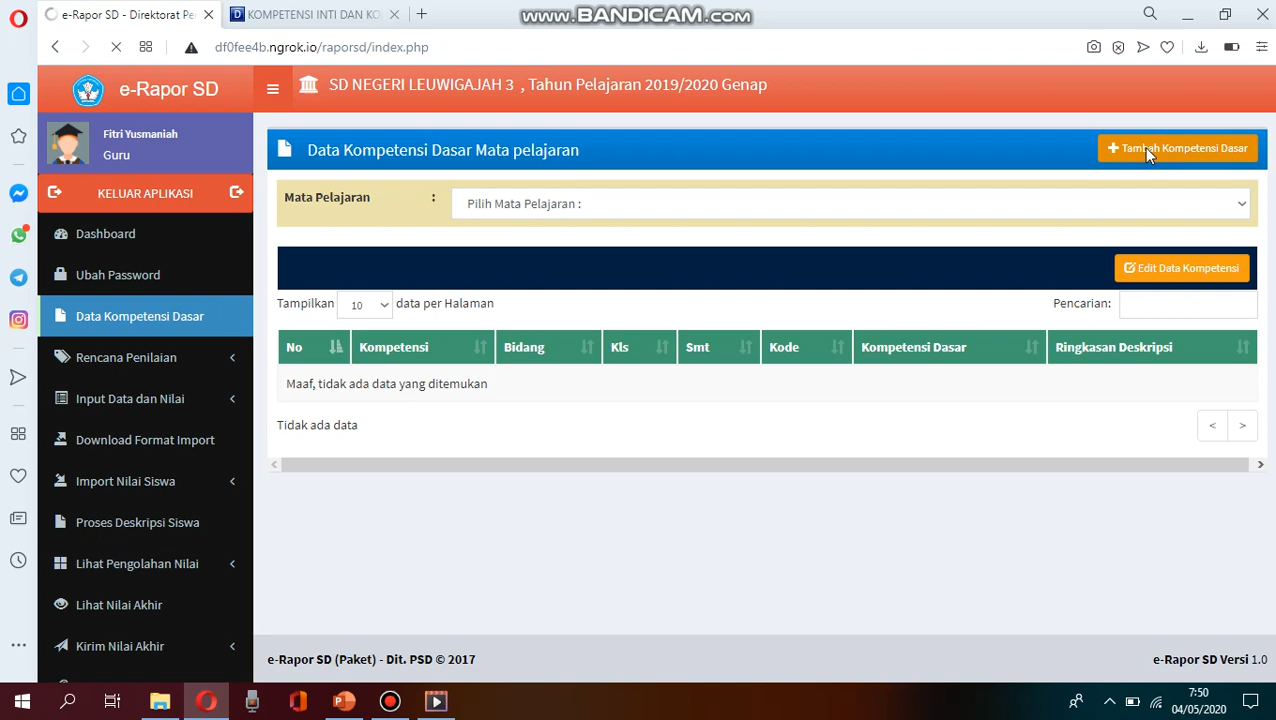 e-Rapor SD - Direktorat Pe
KOMPETENSI INTI DAN KO
www.BANDICAM.com
df0fee4b.ngrok.io/raporsd/index.php
e-Rapor SD
SD NEGERI LEUWIGAJAH 3 , Tahun Pelajaran 2019/2020 Genap
Fitri Yusmaniah
Guru
KELUAR APLIKASI
Dashboard
Ubah Password
Data Kompetensi Dasar
Rencana Penilaian
Input Data dan Nilai
Download Format Import
Import Nilai Siswa
Proses Deskripsi Siswa
Lihat Pengolahan Nilai
Lihat Nilai Akhir
Kirim Nilai Akhir
Data Kompetensi Dasar Mata pelajaran
Tambah Kompetensi Dasar
Mata Pelajaran : Pilih Mata Pelajaran :
Edit Data Kompetensi
Tampilkan 10 data per Halaman Pencarian:
No Kompetensi Bidang Kls Smt Kode Kompetensi Dasar Ringkasan Deskripsi
Maaf, tidak ada data yang ditemukan
Tidak ada data < >
e-Rapor SD (Paket) - Dit. PSD © 2017 e-Rapor SD Versi 1.0
7:50
04/05/2020